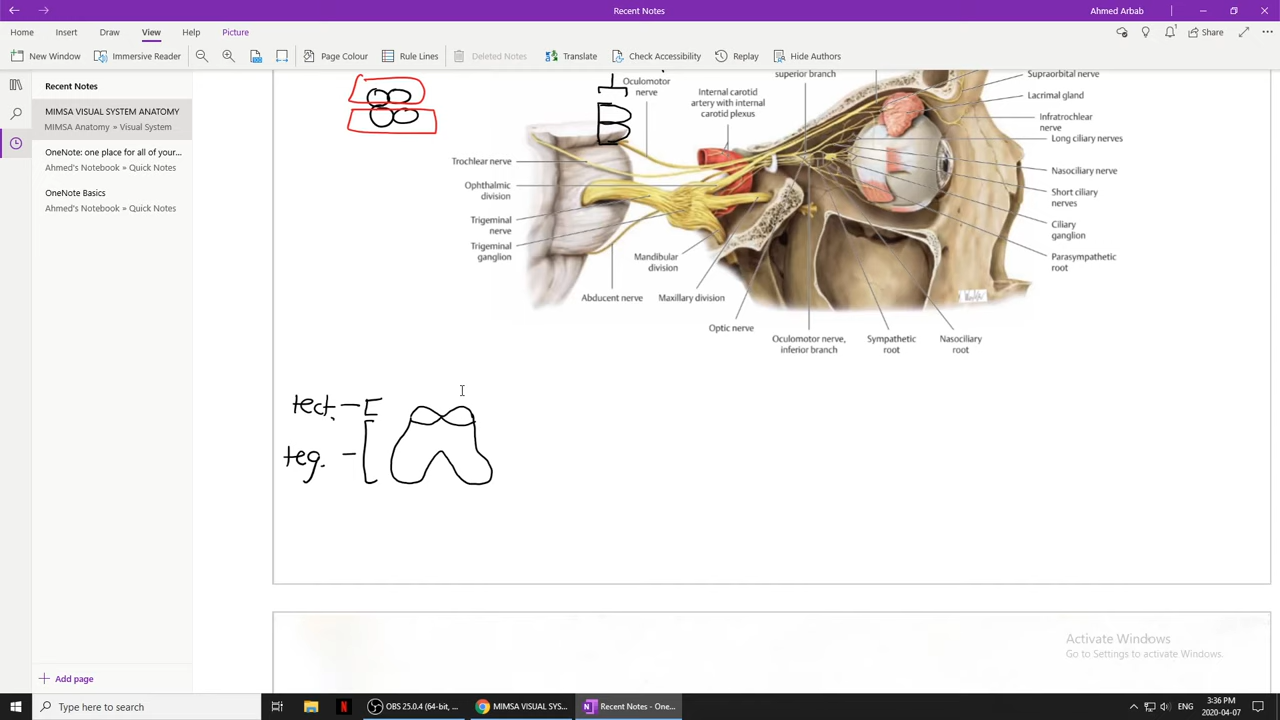 Recent Notes
Ahmed Arbab
Home
Insert
Draw
View
Help
Picture
Share
New Window
Immersive Reader
Page Colour
Rule Lines
Deleted Notes
Translate
Check Accessibility
Replay
Hide Authors
Recent Notes
MIMSA VISUAL SYSTEM ANATOMY
MIMSA Anatomy » Visual System
OneNote: one place for all of your...
Ahmed's Notebook » Quick Notes
OneNote Basics
Ahmed's Notebook » Quick Notes
Add page
B
Oculomotor
nerve
Internal carotid
artery with internal
carotid plexus
superior branch
Supraorbital nerve
Lacrimal gland
Infratrochlear
nerve
Long ciliary nerves
Nasociliary nerve
Short ciliary
nerves
Ciliary
ganglion
Parasympathetic
root
Trochlear nerve
Ophthalmic
division
Trigeminal
nerve
Trigeminal
ganglion
Mandibular
division
Abducent nerve
Maxillary division
Optic nerve
Oculomotor nerve,
inferior branch
Sympathetic
root
Nasociliary
root
tect.
teg.
Activate Windows
Go to Settings to activate Windows.
Type here to search
OBS 25.0.4 (64-bit, ...
MIMSA VISUAL SYS...
Recent Notes - One...
ENG
3:36 PM
2020-04-07